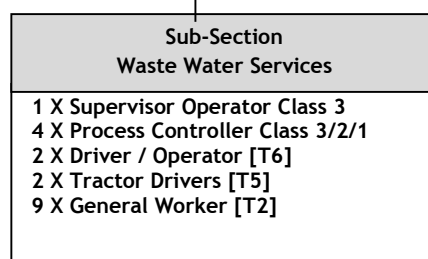 Sub-Section
Waste Water Services
1 X Supervisor Operator Class 3
4 X Process Controller Class 3/2/1
2 X Driver / Operator [T6]
2 X Tractor Drivers [T5]
9 X General Worker [T2]